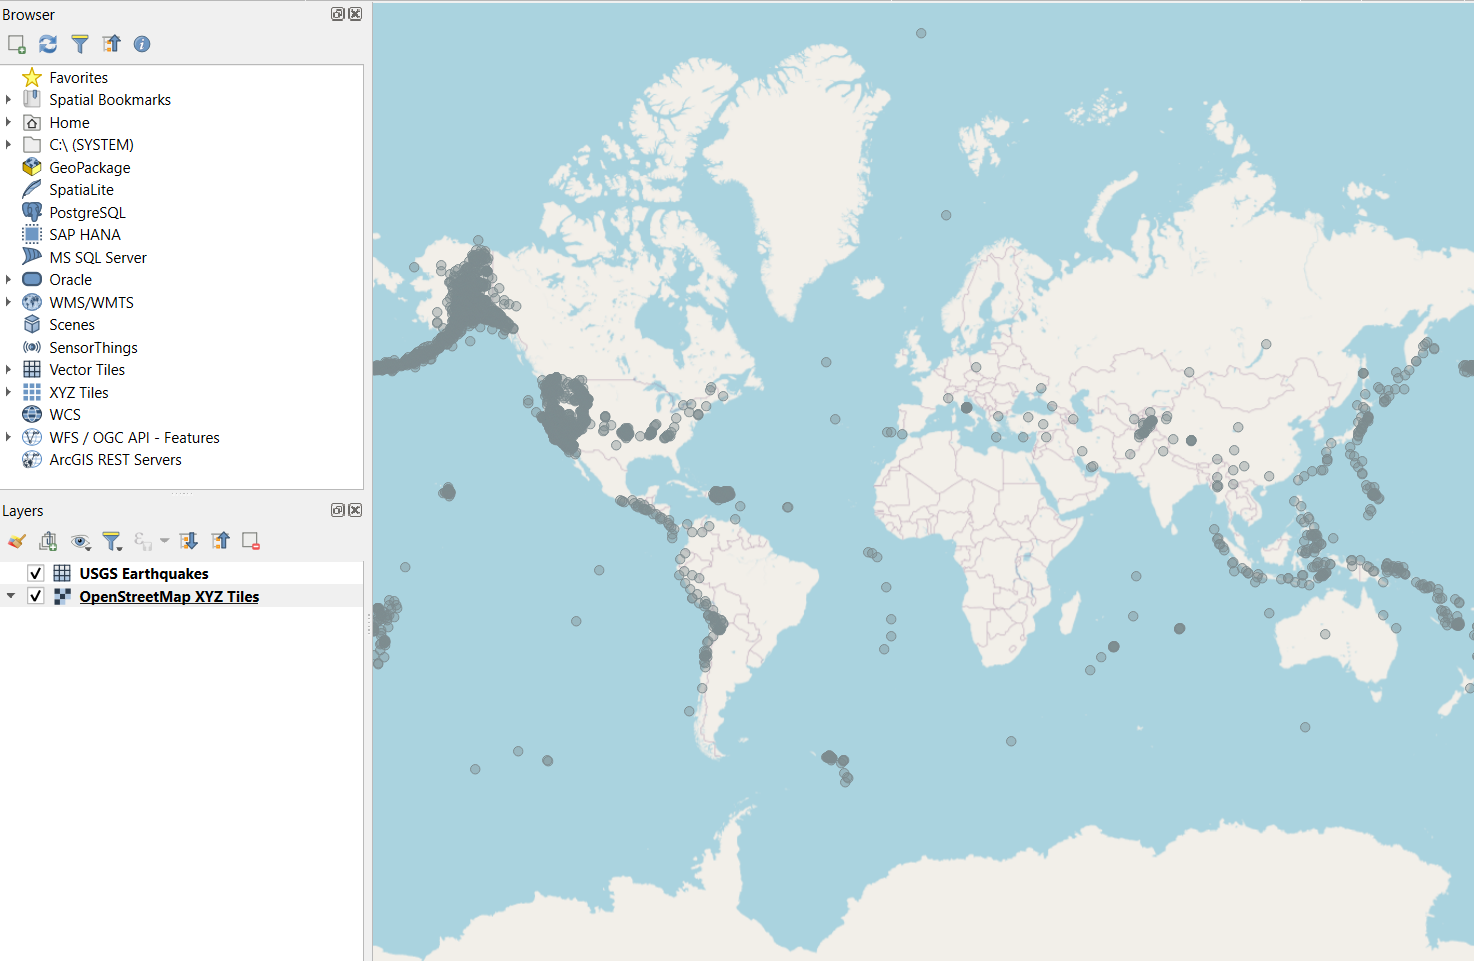 Browser
Favorites
Spatial Bookmarks
Home
C:\ (SYSTEM)
GeoPackage
SpatiaLite
PostgreSQL
SAP HANA
MS SQL Server
Oracle
WMS/WMTS
Scenes
SensorThings
Vector Tiles
XYZ Tiles
WCS
WFS / OGC API - Features
ArcGIS REST Servers
Layers
USGS Earthquakes
OpenStreetMap XYZ Tiles